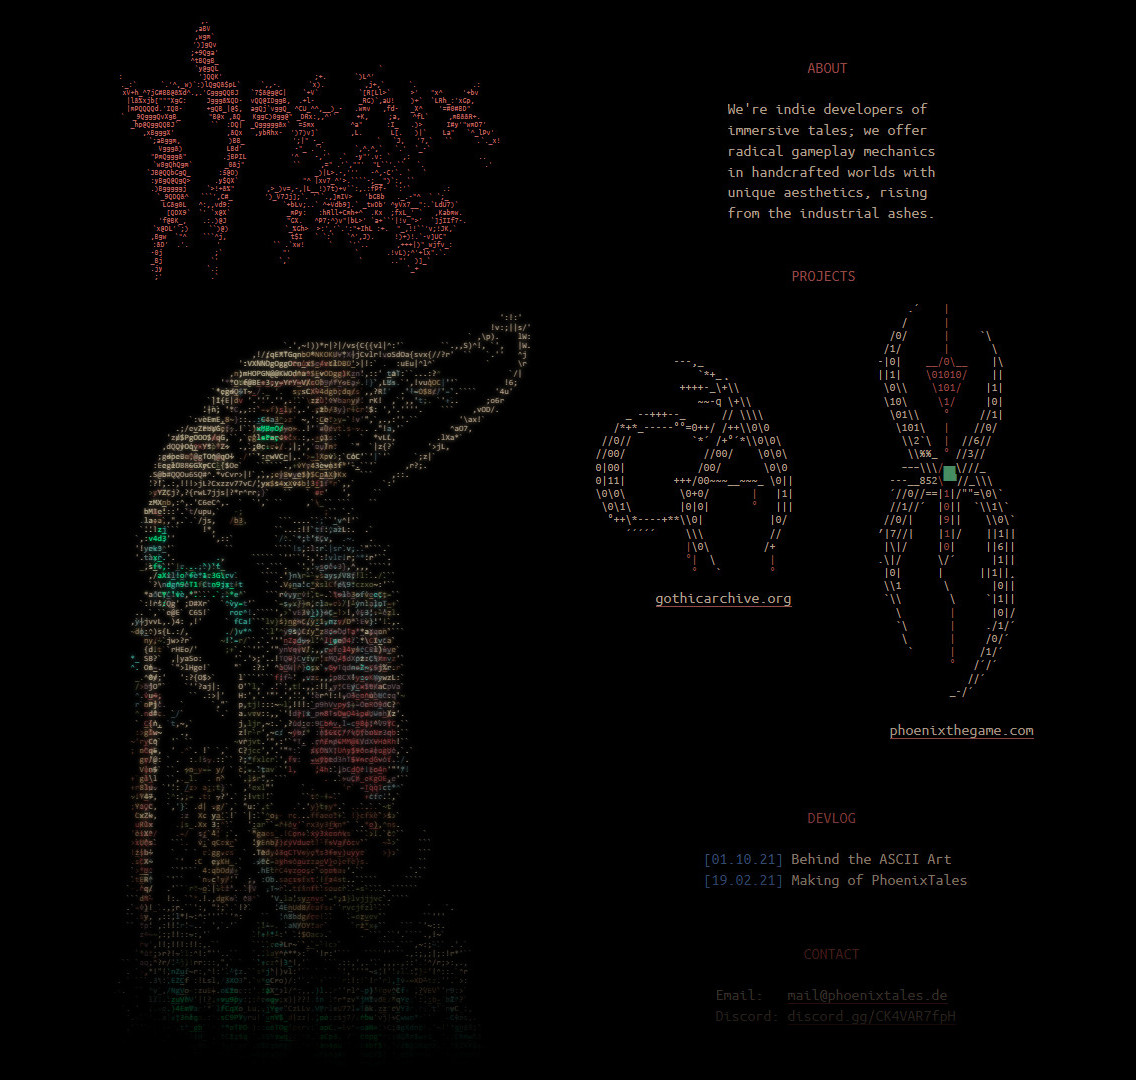 ABOUT
We're indie developers of
immersive tales; we offer
radical gameplay mechanics
in handcrafted worlds with
unique aesthetics, rising
from the industrial ashes.
PROJECTS
gothicarchive.org
phoenixthegame.com
DEVLOG
[01.10.21] Behind the ASCII Art
[19.02.21] Making of PhoenixTales
CONTACT
Email: mail@phoenixtales.de
Discord: discord.gg/CK4VAR7fpH